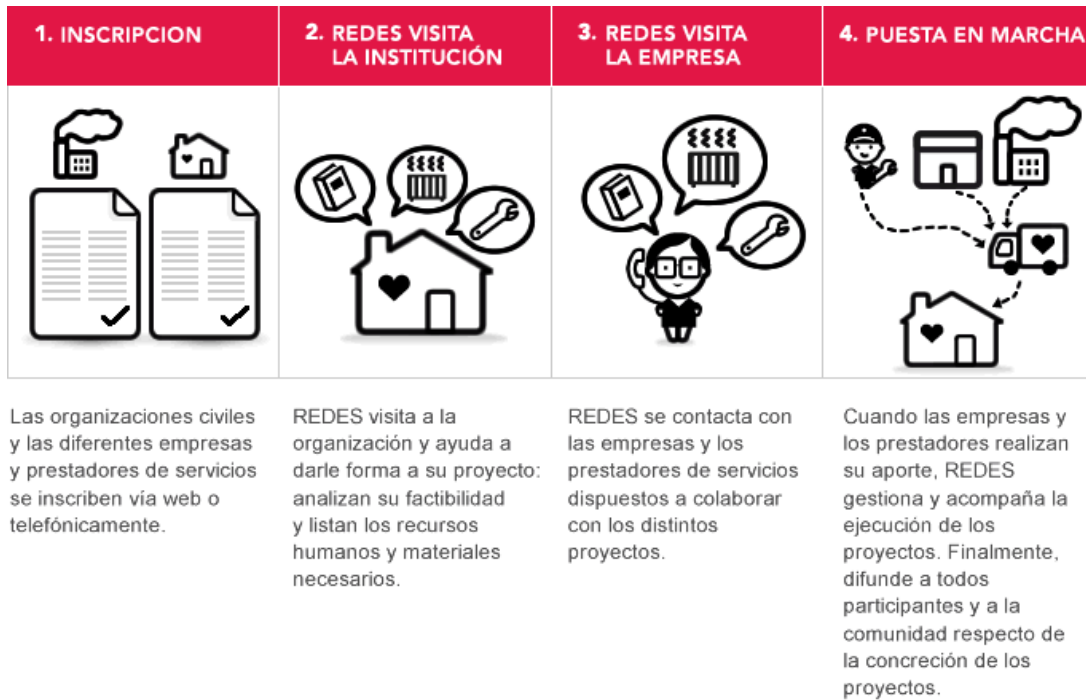 1. INSCRIPCION
2. REDES VISITA
LA INSTITUCIÓN
3. REDES VISITA
LA EMPRESA
4. PUESTA EN MARCHA
Las organizaciones civiles
y las diferentes empresas
y prestadores de servicios
se inscriben vía web o
telefónicamente.
REDES visita a la
organización y ayuda a
darle forma a su proyecto:
analizan su factibilidad
y listan los recursos
humanos y materiales
necesarios.
REDES se contacta con
las empresas y los
prestadores de servicios
dispuestos a colaborar
con los distintos
proyectos.
Cuando las empresas y
los prestadores realizan
su aporte, REDES
gestiona y acompaña la
ejecución de los
proyectos. Finalmente,
difunde a todos
participantes y a la
comunidad respecto de
la concreción de los
proyectos.